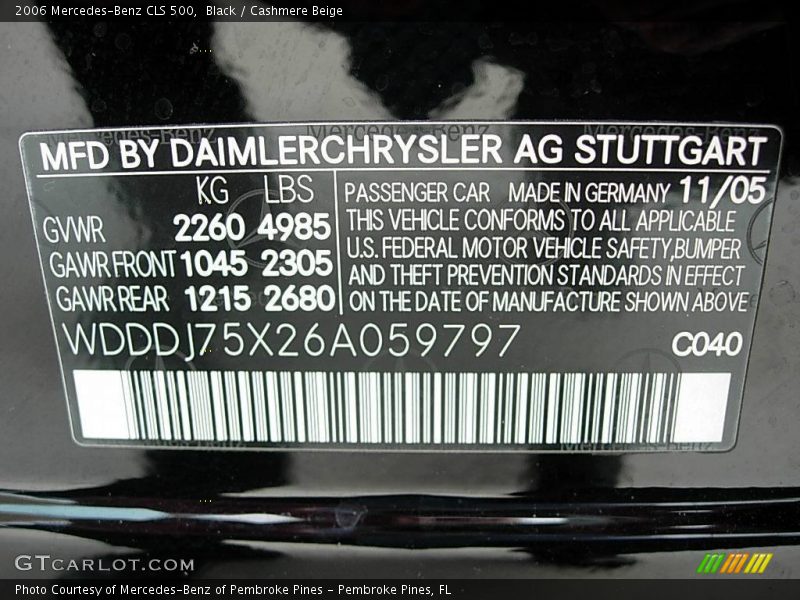 2006 Mercedes-Benz CLS 500,  Black / Cashmere Beige
MFD BY DAIMLERCHRYSLER AG STUTTGART
KG LBS
GVWR 2260 4985
GAWR FRONT 1045 2305
GAWR REAR 1215 2680
PASSENGER CAR MADE IN GERMANY 11/05
THIS VEHICLE CONFORMS TO ALL APPLICABLE
U.S. FEDERAL MOTOR VEHICLE SAFETY,BUMPER
AND THEFT PREVENTION STANDARDS IN EFFECT
ON THE DATE OF MANUFACTURE SHOWN ABOVE
WDDDJ75X26A059797
C040
GTCARLOT.COM
Photo Courtesy of Mercedes-Benz of Pembroke Pines - Pembroke Pines, FL